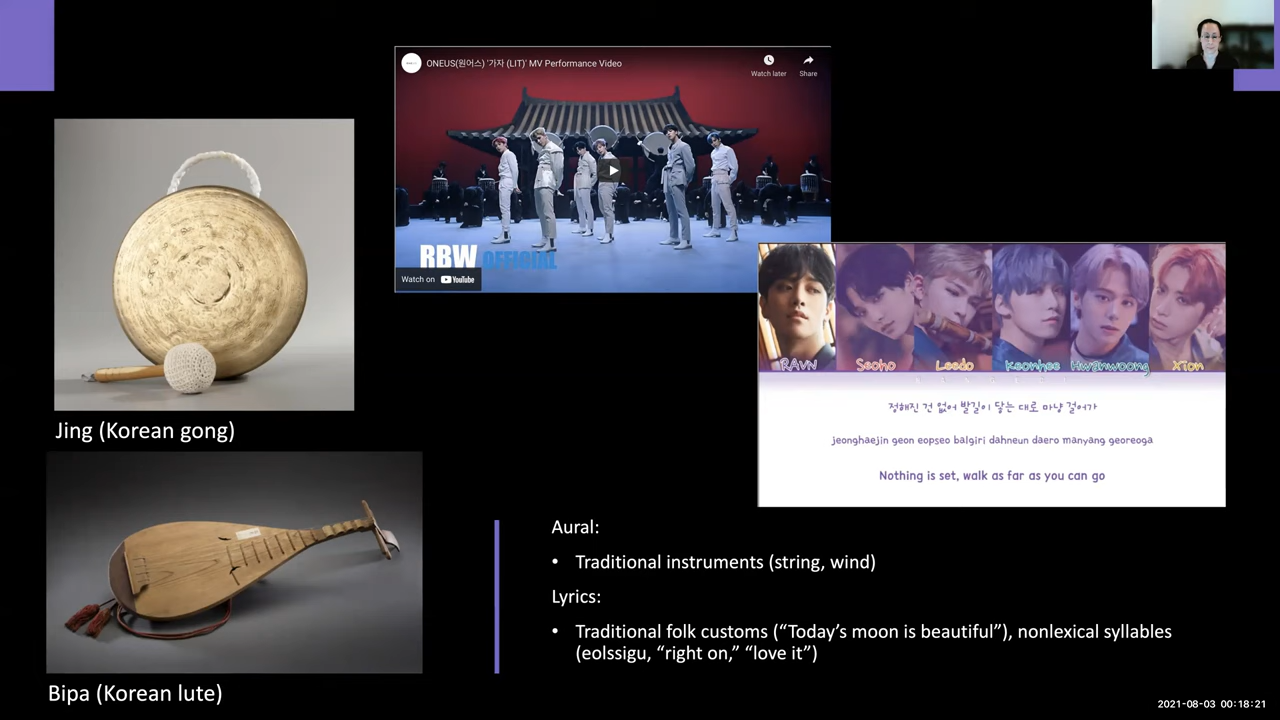 ONEUS(원어스) '가자 (LIT)' MV Performance Video
Watch later
Share
RBW OFFICIAL
Watch on YouTube
Jing (Korean gong)
RAVN Seoho Leedo Keonhee Hwanwoong Xion
정해진 건 없어 발길이 닿는 대로 마냥 걸어가
jeonghaejin geon eopseo balgiri dahneun daero manyang georeoga
Nothing is set, walk as far as you can go
Bipa (Korean lute)
Aural:
• Traditional instruments (string, wind)
Lyrics:
• Traditional folk customs (“Today’s moon is beautiful”), nonlexical syllables
(eolssigu, “right on,” “love it”)
2021-08-03 00:18:21